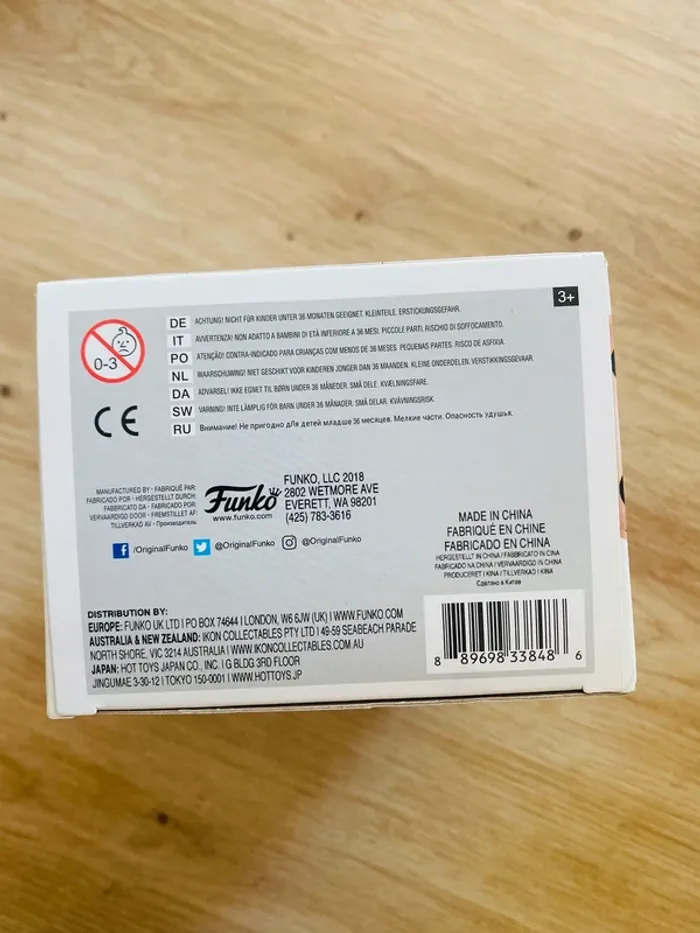 3+
0-3
DE ACHTUNG! NICHT FÜR KINDER UNTER 36 MONATEN GEEIGNET. KLEINTEILE. ERSTICKUNGSGEFAHR.
IT AVVERTENZA! NON ADATTO A BAMBINI DI ETÀ INFERIORE A 36 MESI. PICCOLE PARTI. RISCHIO DI SOFFOCAMENTO.
PO ATENÇÃO! CONTRA-INDICADO PARA CRIANÇAS COM MENOS DE 36 MESES. PEQUENAS PARTES. RISCO DE ASFIXIA.
NL WAARSCHUWING! NIET GESCHIKT VOOR KINDEREN JONGER DAN 36 MAANDEN. KLEINE ONDERDELEN. VERSTIKKINGSGEVAAR.
DA ADVARSEL! IKKE EGNET TIL BØRN UNDER 36 MÅNEDER. SMÅ DELE. KVÆLNINGSFARE.
SW VARNING! INTE LÄMPLIG FÖR BARN UNDER 36 MÅNADER. SMÅ DELAR. KVÄVNINGSRISK.
RU Внимание! Не пригодно дЛя детей младше 36 месяцев. Мелкие части. Опасность удушья.
CE
MANUFACTURED BY · FABRIQUÉ PAR:
FABRICADO POR · HERGESTELLT DURCH:
FABBRICATO DA · FABRICADO POR:
VERVAARDIGD DOOR · FREMSTILLET AF:
TILLVERKAD AV · Производитель:
Funko
www.funko.com
FUNKO, LLC 2018
2802 WETMORE AVE
EVERETT, WA 98201
(425) 783-3616
/OriginalFunko @OriginalFunko @OriginalFunko
MADE IN CHINA
FABRIQUÉ EN CHINE
FABRICADO EN CHINA
HERGESTELLT IN CHINA / FABBRICATO IN CINA
FABRICADO NA CHINA / VERVAARDIGD IN CHINA
PRODUCERET I KINA / TILLVERKAD I KINA
Сделано в Китае
DISTRIBUTION BY:
EUROPE: FUNKO UK LTD I PO BOX 74644 I LONDON, W6 6JW (UK) I WWW.FUNKO.COM
AUSTRALIA & NEW ZEALAND: IKON COLLECTABLES PTY LTD I 49-59 SEABEACH PARADE
NORTH SHORE, VIC 3214 AUSTRALIA I WWW.IKONCOLLECTABLES.COM.AU
JAPAN: HOT TOYS JAPAN CO., INC. I G BLDG 3RD FLOOR
JINGUMAE 3-30-12 I TOKYO 150-0001 I WWW.HOTTOYS.JP
8 89698 33848 6